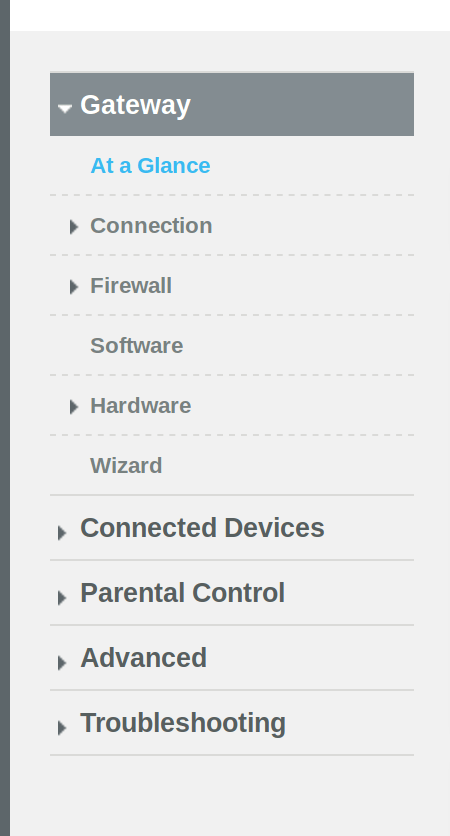 Gateway
At a Glance
Connection
Firewall
Software
Hardware
Wizard
Connected Devices
Parental Control
Advanced
Troubleshooting